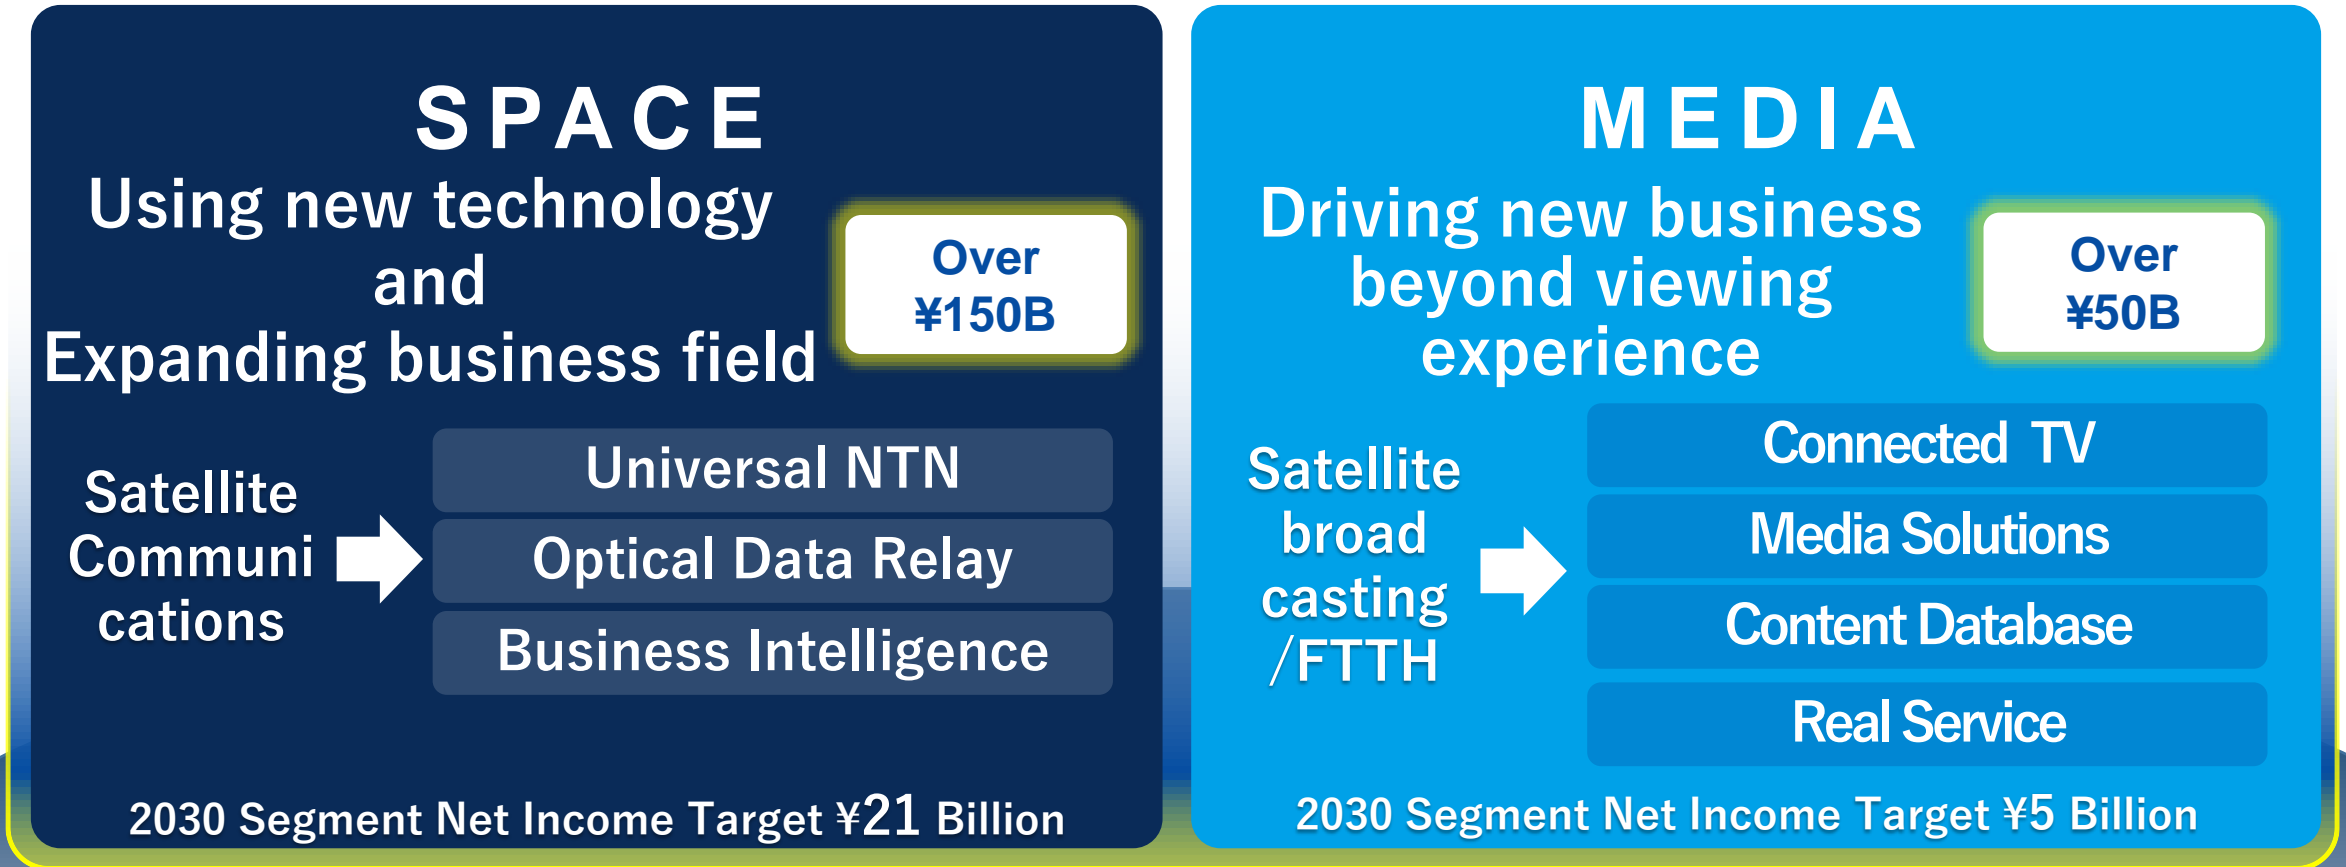 SPACE
Using new technology
and
Expanding business field
Over
¥150B
Satellite
Communi
cations
Universal NTN
Optical Data Relay
Business Intelligence
2030 Segment Net Income Target ¥21 Billion
MEDIA
Driving new business
beyond viewing
experience
Over
¥50B
Satellite
broad
casting
/FTTH
Connected TV
Media Solutions
Content Database
Real Service
2030 Segment Net Income Target ¥5 Billion